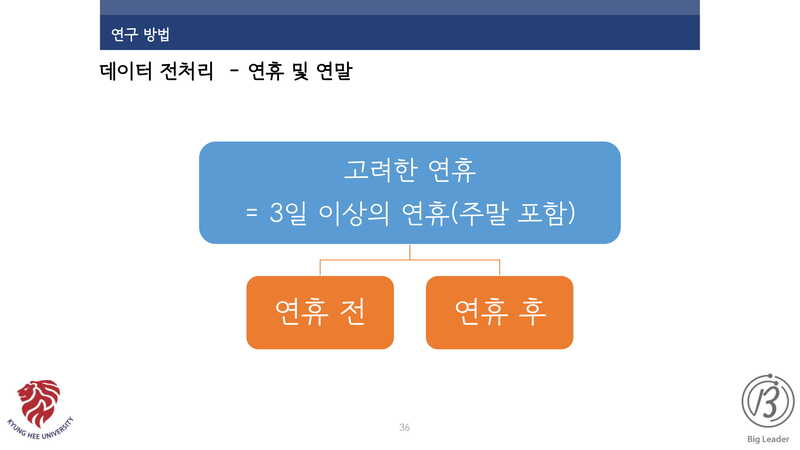 연구 방법
데이터 전처리 - 연휴 및 연말
고려한 연휴
= 3일 이상의 연휴(주말 포함)
연휴 전
연휴 후
KYUNG HEE UNIVERSITY
36
Big Leader